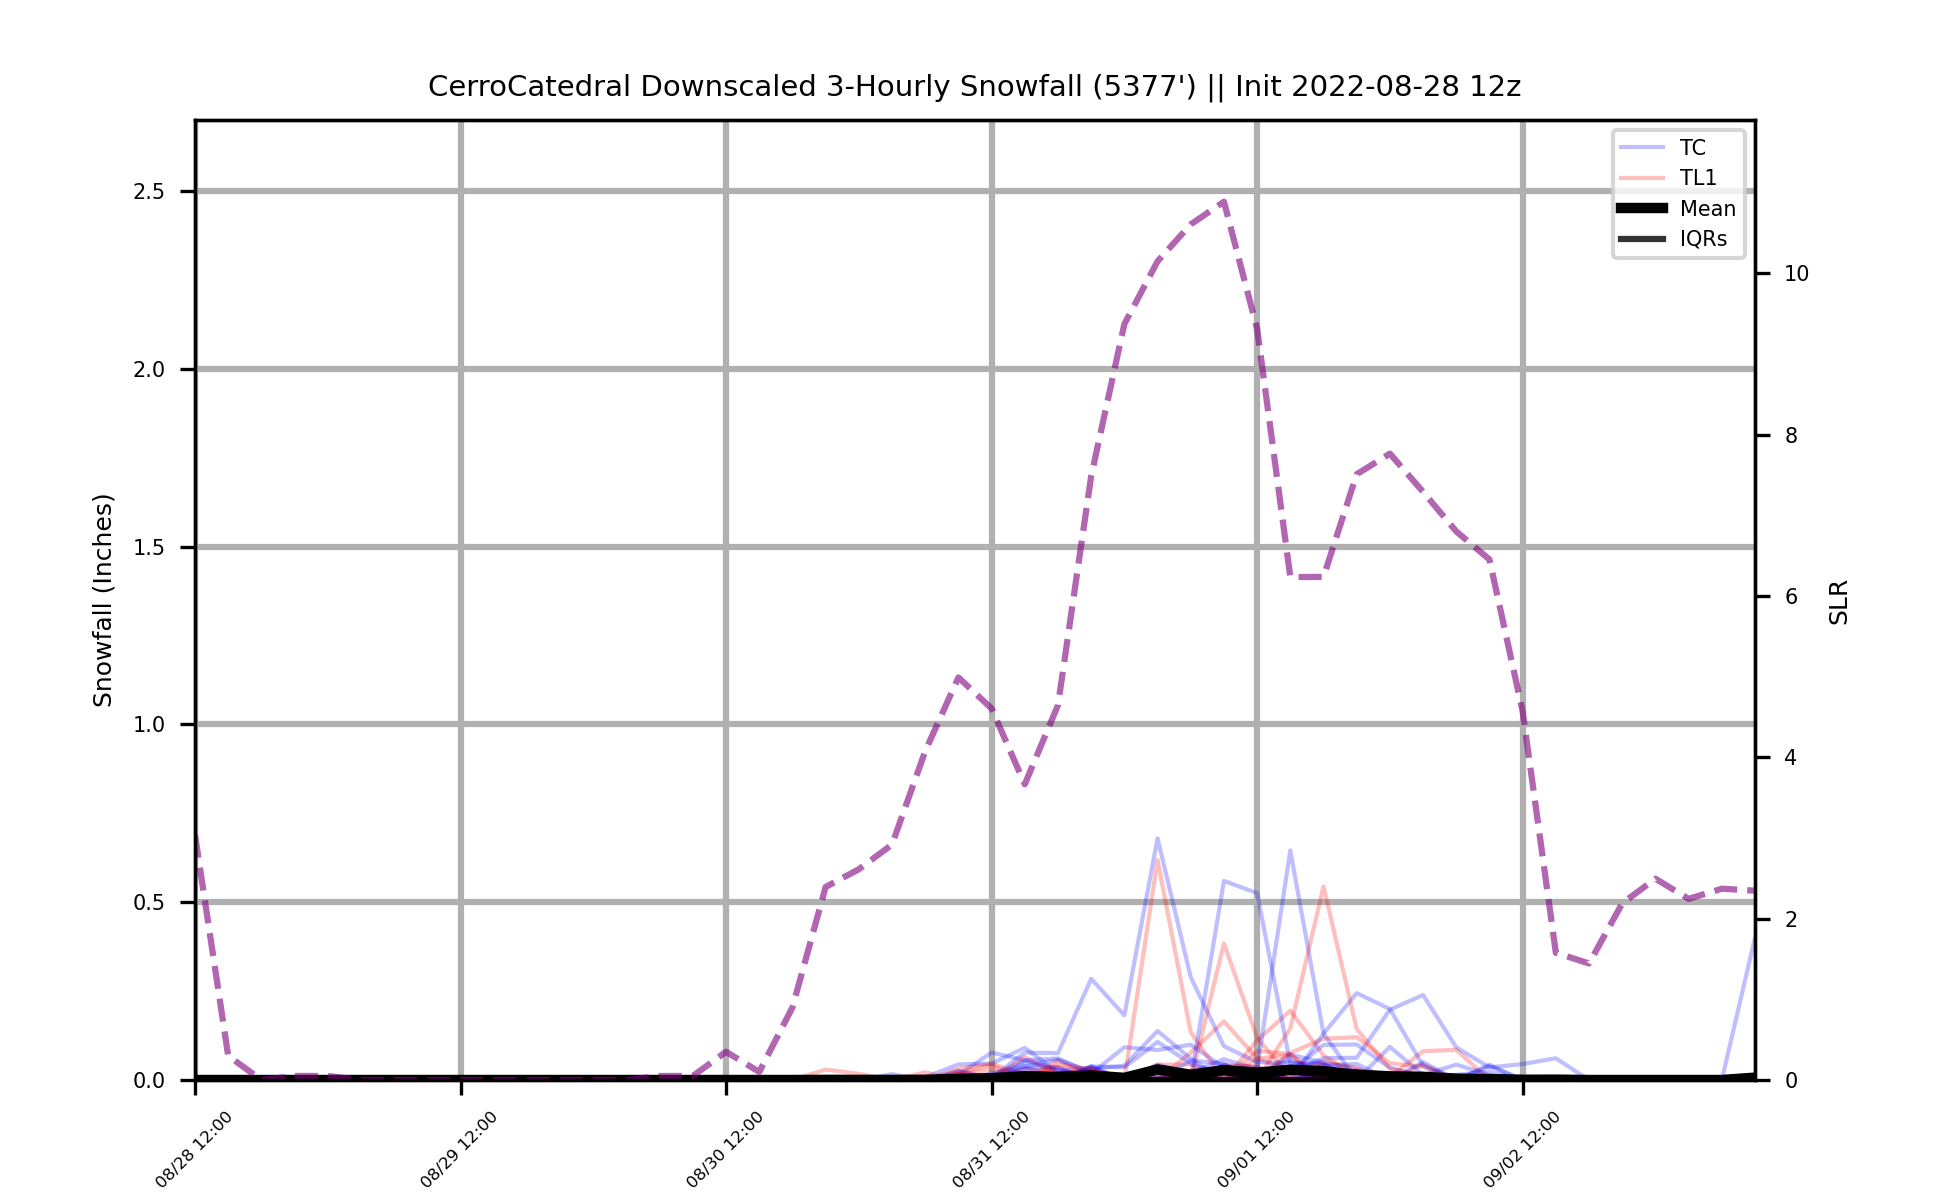 CerroCatedral Downscaled 3-Hourly Snowfall (5377') || Init 2022-08-28 12z
TC
TL1
Mean
IQRs
Snowfall (Inches)
2.5
2.0
1.5
1.0
0.5
0.0
10
8
6
4
2
0
SLR
08/28 12:00
08/29 12:00
08/30 12:00
08/31 12:00
09/01 12:00
09/02 12:00